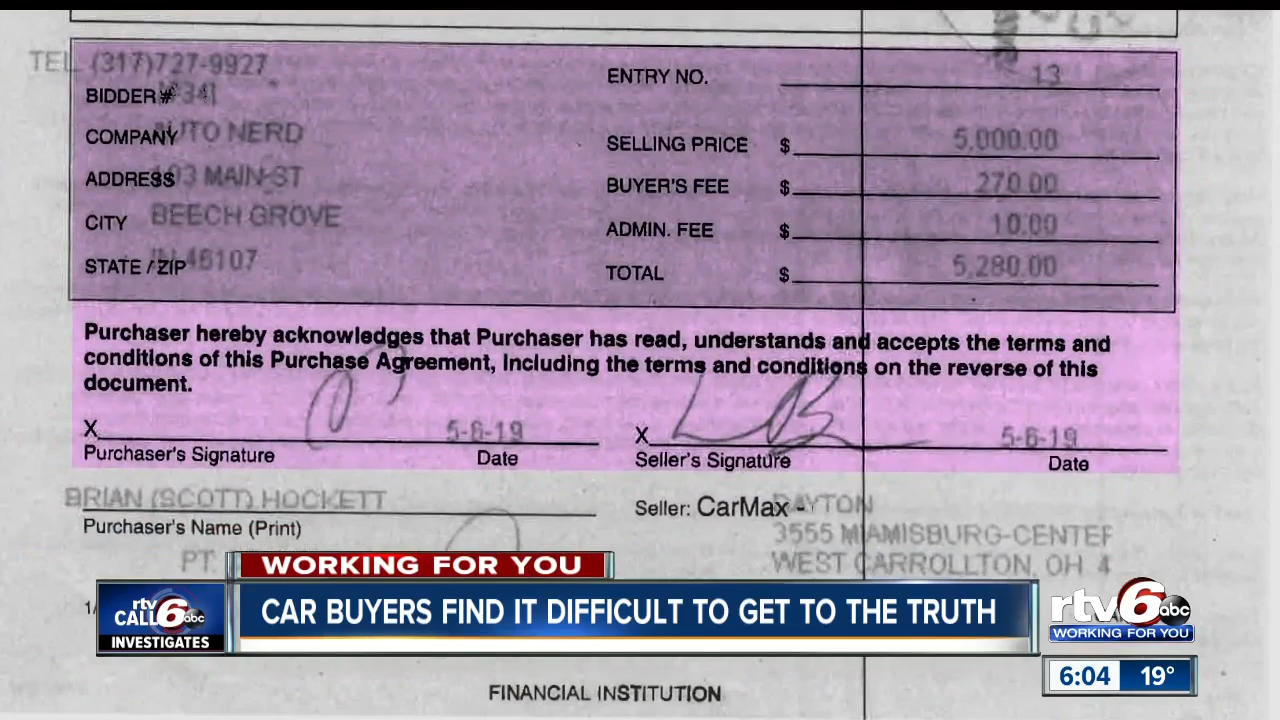 TEL (317)727-9927
BIDDER # 341
ENTRY NO. 13
COMPANY AUTO NERD
SELLING PRICE $ 5,000.00
ADDRESS 103 MAIN ST
BUYER'S FEE $ 270.00
CITY BEECH GROVE
ADMIN. FEE $ 10.00
STATE / ZIP IN 46107
TOTAL $ 5,280.00
Purchaser hereby acknowledges that Purchaser has read, understands and accepts the terms and
conditions of this Purchase Agreement, including the terms and conditions on the reverse of this
document.
X 5-6-19
X 5-6-19
Purchaser's Signature Date
Seller's Signature Date
BRIAN (SCOTT) HOCKETT
Purchaser's Name (Print)
Seller: CarMax - DAYTON
3555 MIAMISBURG-CENTER
WEST CARROLLTON, OH 4
PT.
WORKING FOR YOU
CAR BUYERS FIND IT DIFFICULT TO GET TO THE TRUTH
rtv6 abc
CALL 6
INVESTIGATES
rtv6 abc
WORKING FOR YOU
6:04 19°
FINANCIAL INSTITUTION